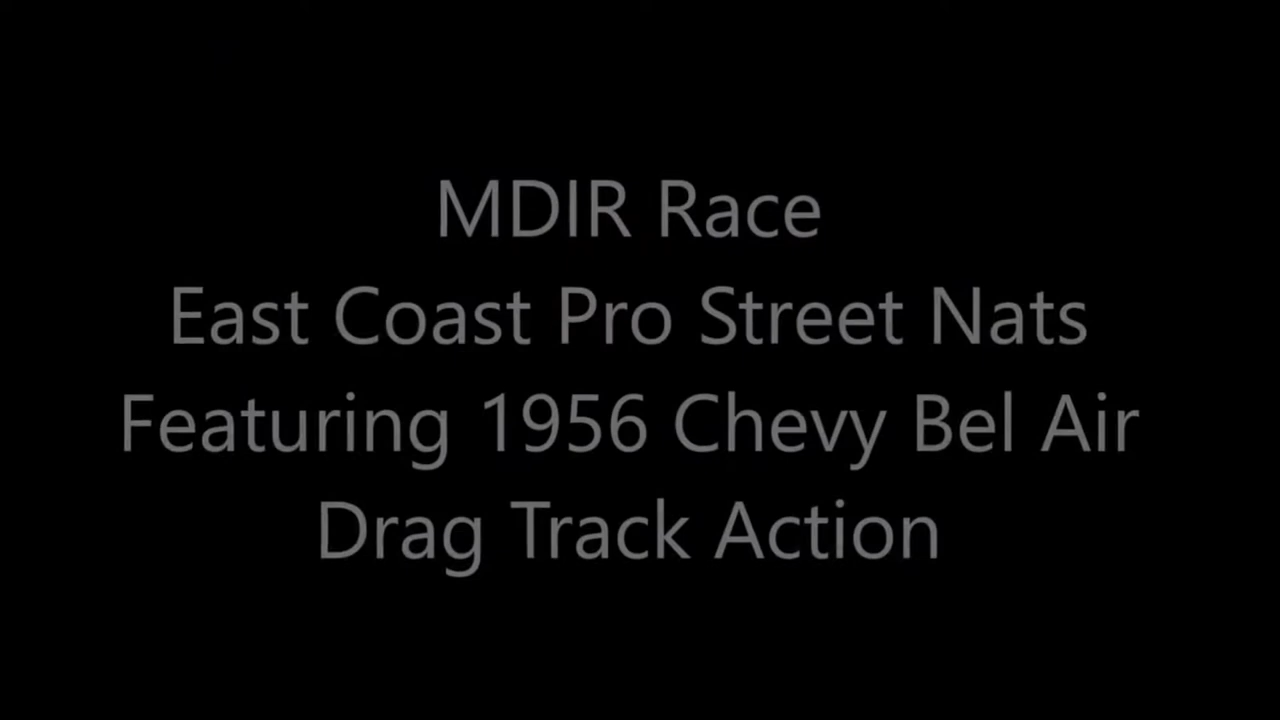 MDIR Race
East Coast Pro Street Nats
Featuring 1956 Chevy Bel Air
Drag Track Action